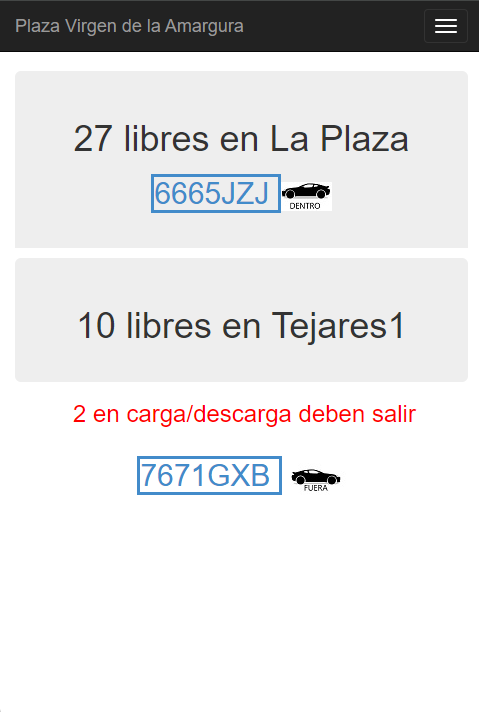 Plaza Virgen de la Amargura
27 libres en La Plaza
6665JZJ DENTRO
10 libres en Tejares1
2 en carga/descarga deben salir
7671GXB FUERA